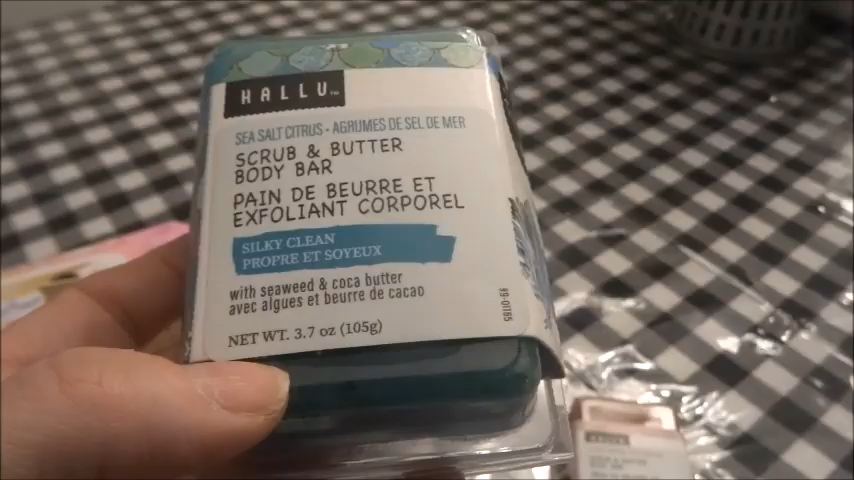 HALLU™
SEA SALT CITRUS - AGRUMES DE SEL DE MER
SCRUB & BUTTER
BODY BAR
PAIN DE BEURRE ET
EXFOLIANT CORPOREL
SILKY CLEAN
PROPRE ET SOYEUX
with seaweed & coca butter
avec algues et beurre de cacao
NET WT. 3.7 oz (105g)